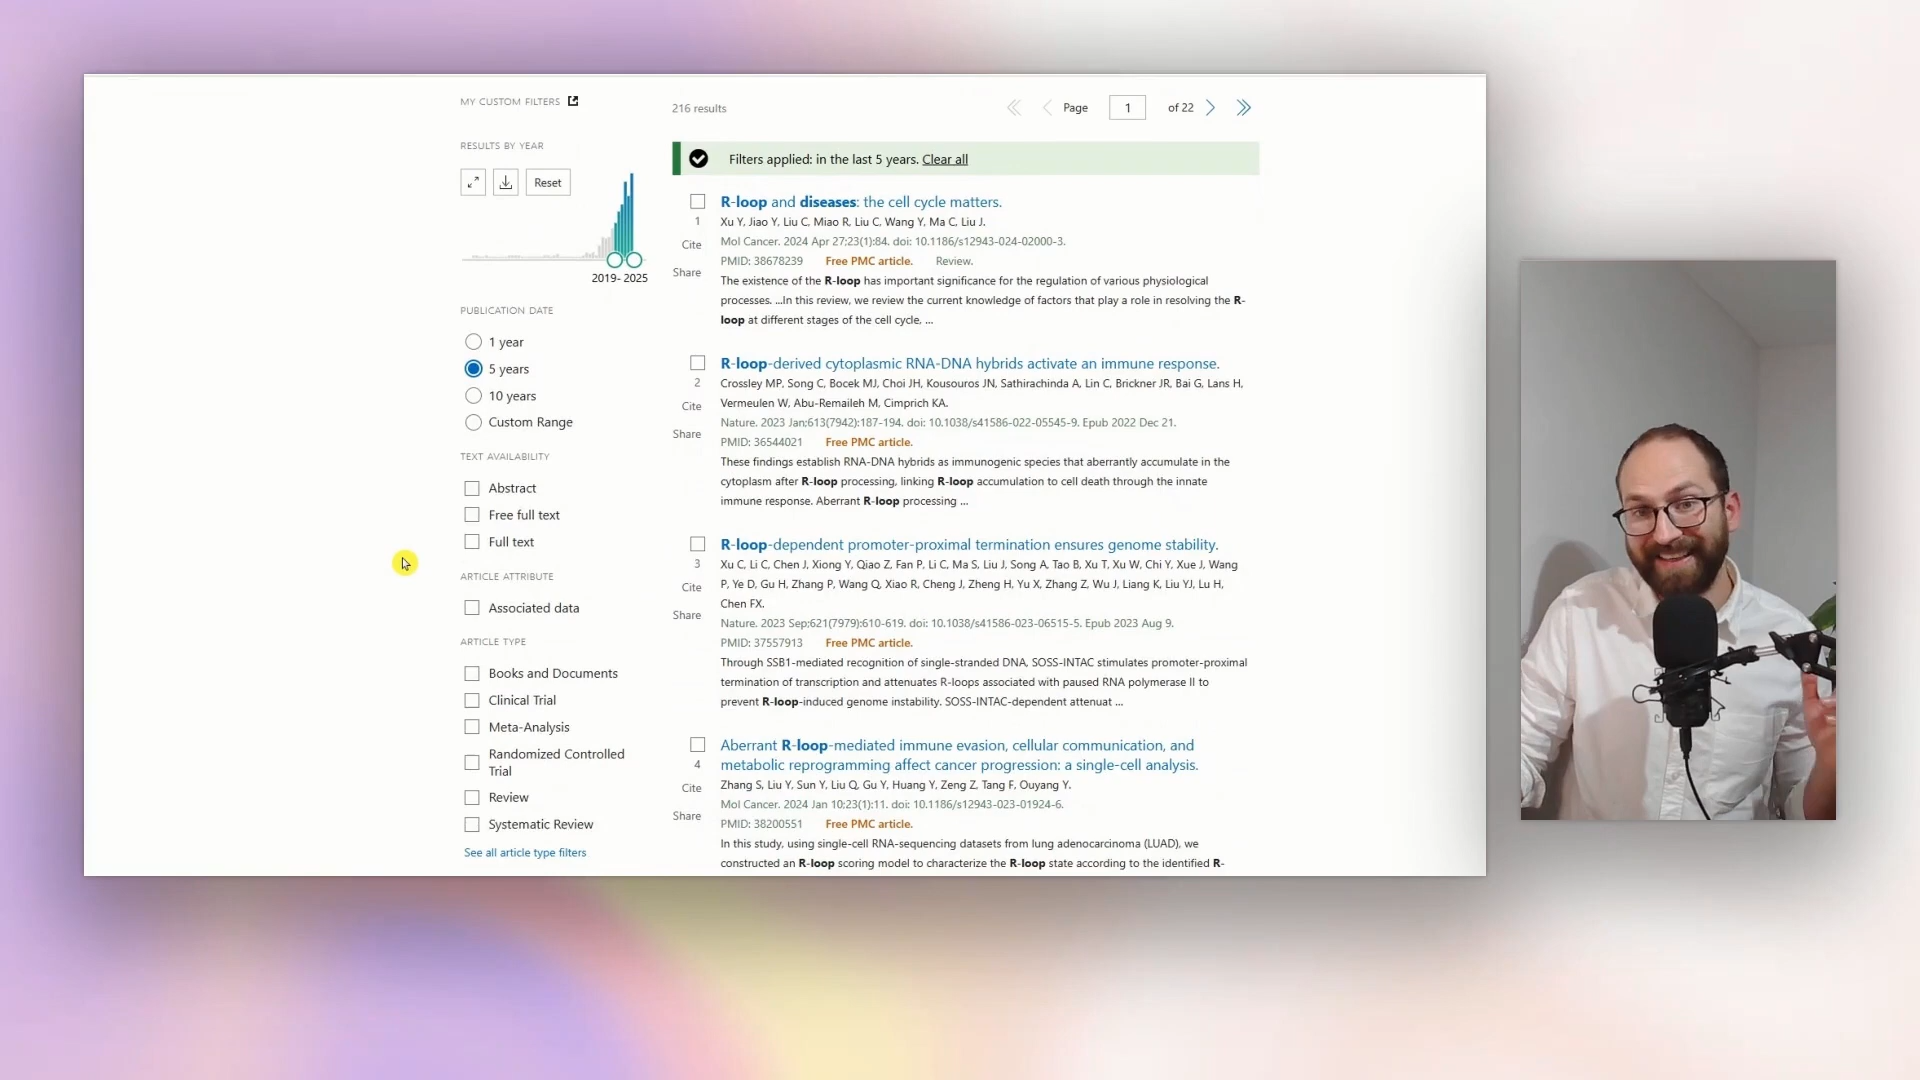 MY CUSTOM FILTERS
RESULTS BY YEAR
Reset
2019- 2025
PUBLICATION DATE
1 year
5 years
10 years
Custom Range
TEXT AVAILABILITY
Abstract
Free full text
Full text
ARTICLE ATTRIBUTE
Associated data
ARTICLE TYPE
Books and Documents
Clinical Trial
Meta-Analysis
Randomized Controlled
Trial
Review
Systematic Review
See all article type filters
216 results
Page 1 of 22
Filters applied: in the last 5 years. Clear all
R-loop and diseases: the cell cycle matters.
1
Cite
Share
Xu Y, Jiao Y, Liu C, Miao R, Liu C, Wang Y, Ma C, Liu J.
Mol Cancer. 2024 Apr 27;23(1):84. doi: 10.1186/s12943-024-02000-3.
PMID: 38678239 Free PMC article. Review.
The existence of the R-loop has important significance for the regulation of various physiological
processes. ...In this review, we review the current knowledge of factors that play a role in resolving the R-
loop at different stages of the cell cycle, ...
R-loop-derived cytoplasmic RNA-DNA hybrids activate an immune response.
2
Cite
Share
Crossley MP, Song C, Bocek MJ, Choi JH, Kousouros JN, Sathirachinda A, Lin C, Brickner JR, Bai G, Lans H,
Vermeulen W, Abu-Remaileh M, Cimprich KA.
Nature. 2023 Jan;613(7942):187-194. doi: 10.1038/s41586-022-05545-9. Epub 2022 Dec 21.
PMID: 36544021 Free PMC article.
These findings establish RNA-DNA hybrids as immunogenic species that aberrantly accumulate in the
cytoplasm after R-loop processing, linking R-loop accumulation to cell death through the innate
immune response. Aberrant R-loop processing ...
R-loop-dependent promoter-proximal termination ensures genome stability.
3
Cite
Share
Xu C, Li C, Chen J, Xiong Y, Qiao Z, Fan P, Li C, Ma S, Liu J, Song A, Tao B, Xu T, Xu W, Chi Y, Xue J, Wang
P, Ye D, Gu H, Zhang P, Wang Q, Xiao R, Cheng J, Zheng H, Yu X, Zhang Z, Wu J, Liang K, Liu YJ, Lu H,
Chen FX.
Nature. 2023 Sep;621(7979):610-619. doi: 10.1038/s41586-023-06515-5. Epub 2023 Aug 9.
PMID: 37557913 Free PMC article.
Through SSB1-mediated recognition of single-stranded DNA, SOSS-INTAC stimulates promoter-proximal
termination of transcription and attenuates R-loops associated with paused RNA polymerase II to
prevent R-loop-induced genome instability. SOSS-INTAC-dependent attenuat ...
Aberrant R-loop-mediated immune evasion, cellular communication, and
metabolic reprogramming affect cancer progression: a single-cell analysis.
4
Cite
Share
Zhang S, Liu Y, Sun Y, Liu Q, Gu Y, Huang Y, Zeng Z, Tang F, Ouyang Y.
Mol Cancer. 2024 Jan 10;23(1):11. doi: 10.1186/s12943-023-01924-6.
PMID: 38200551 Free PMC article.
In this study, using single-cell RNA-sequencing datasets from lung adenocarcinoma (LUAD), we
constructed an R-loop scoring model to characterize the R-loop state according to the identified R-